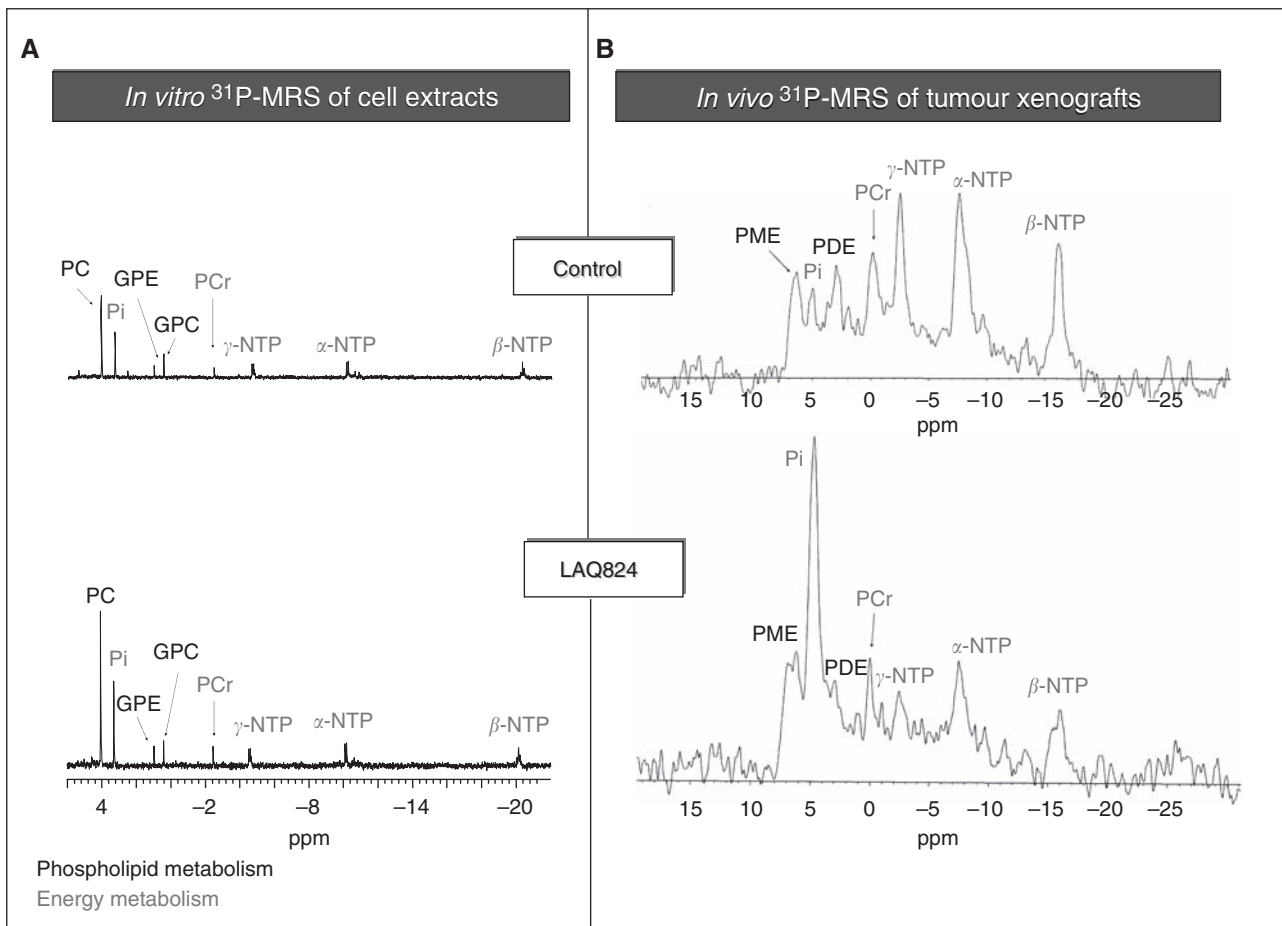 A
In vitro ³¹P-MRS of cell extracts
PC
GPE
PCr
Pi
GPC
γ-NTP
α-NTP
β-NTP
PC
Pi
GPC
GPE
PCr
γ-NTP
α-NTP
β-NTP
4 –2 –8 –14 –20
ppm
Phospholipid metabolism
Energy metabolism
Control
LAQ824
B
In vivo ³¹P-MRS of tumour xenografts
γ-NTP
α-NTP
PCr
β-NTP
PME
PDE
Pi
15 10 5 0 –5 –10 –15 –20 –25
ppm
Pi
PCr
PME
α-NTP
PDE
γ-NTP
β-NTP
15 10 5 0 –5 –10 –15 –20 –25
ppm